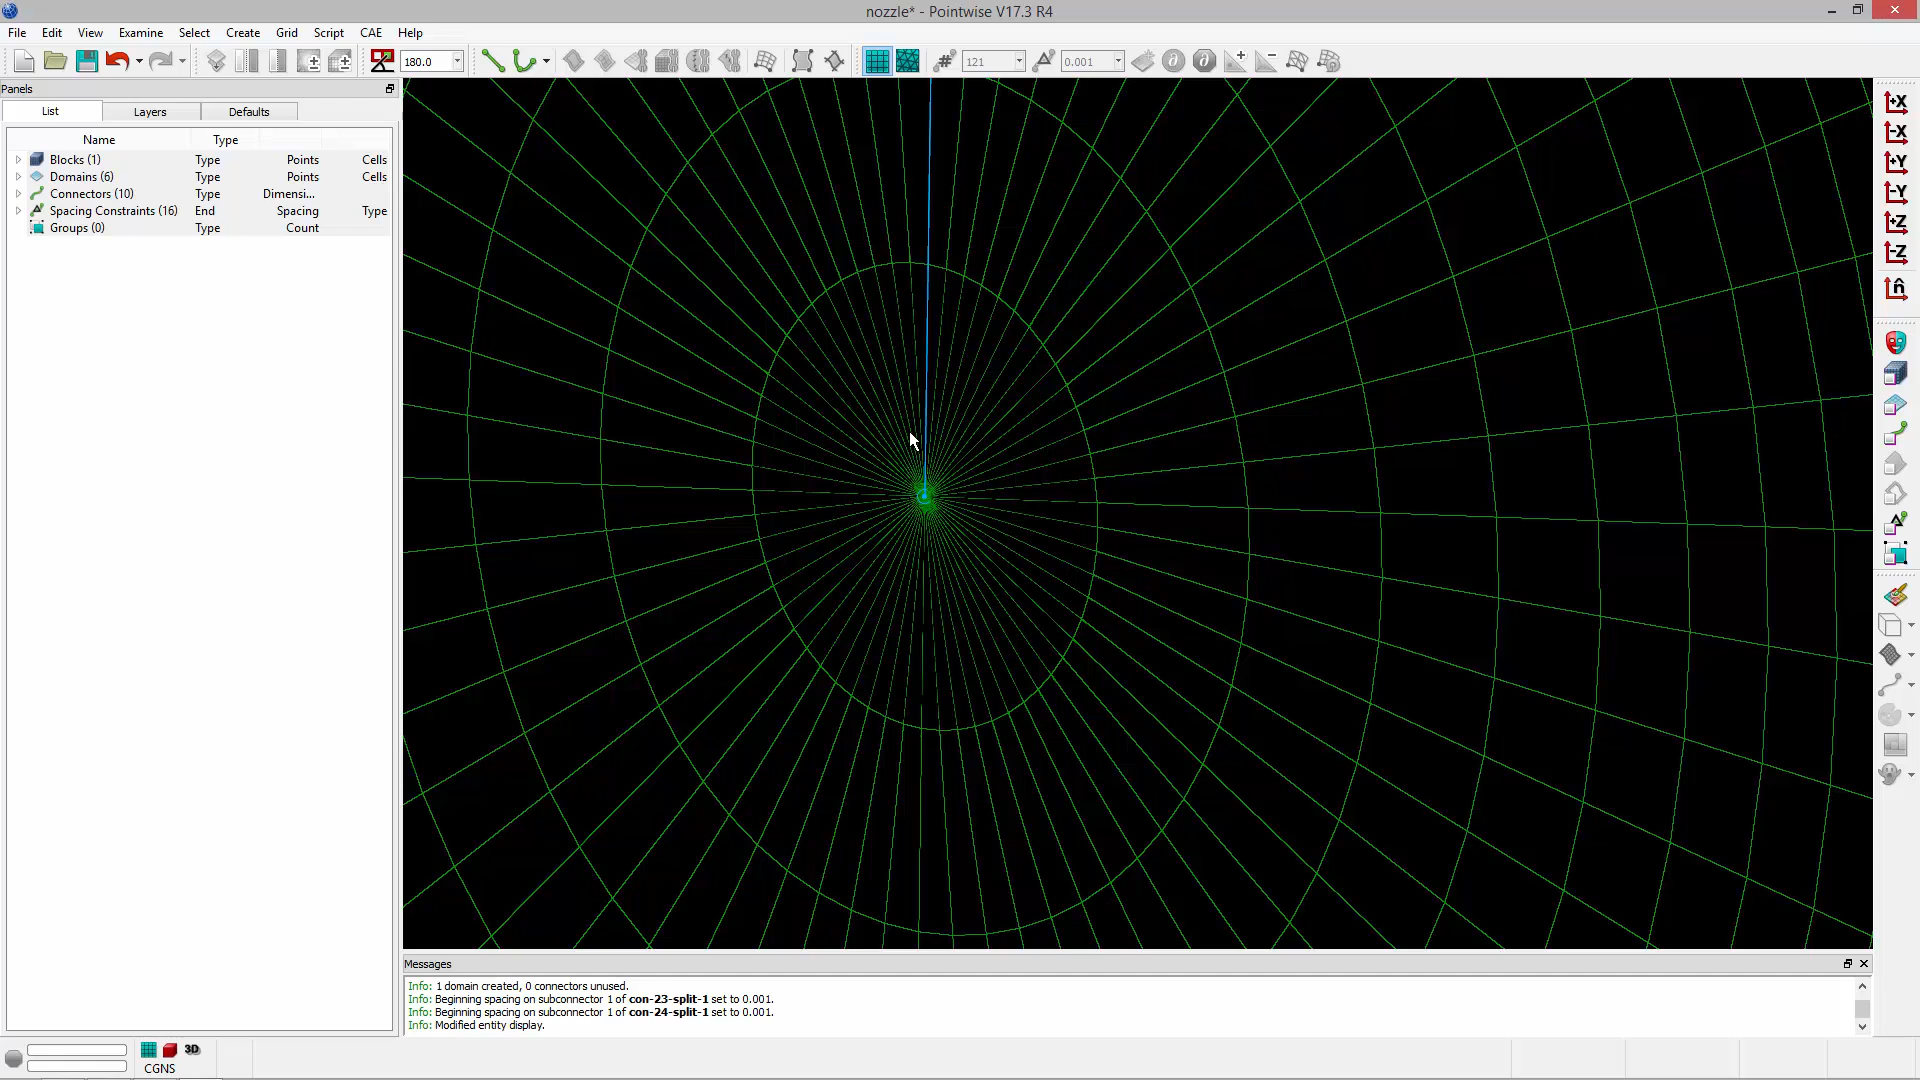 nozzle* - Pointwise V17.3 R4
File Edit View Examine Select Create Grid Script CAE Help
180.0 121 0.001
Panels
List Layers Defaults
Name Type
Blocks (1) Type Points Cells
Domains (6) Type Points Cells
Connectors (10) Type Dimensi...
Spacing Constraints (16) End Spacing Type
Groups (0) Type Count
+X
-X
+Y
-Y
+Z
-Z
n̂
Messages
Info: 1 domain created, 0 connectors unused.
Info: Beginning spacing on subconnector 1 of con-23-split-1 set to 0.001.
Info: Beginning spacing on subconnector 1 of con-24-split-1 set to 0.001.
Info: Modified entity display.
3D
CGNS